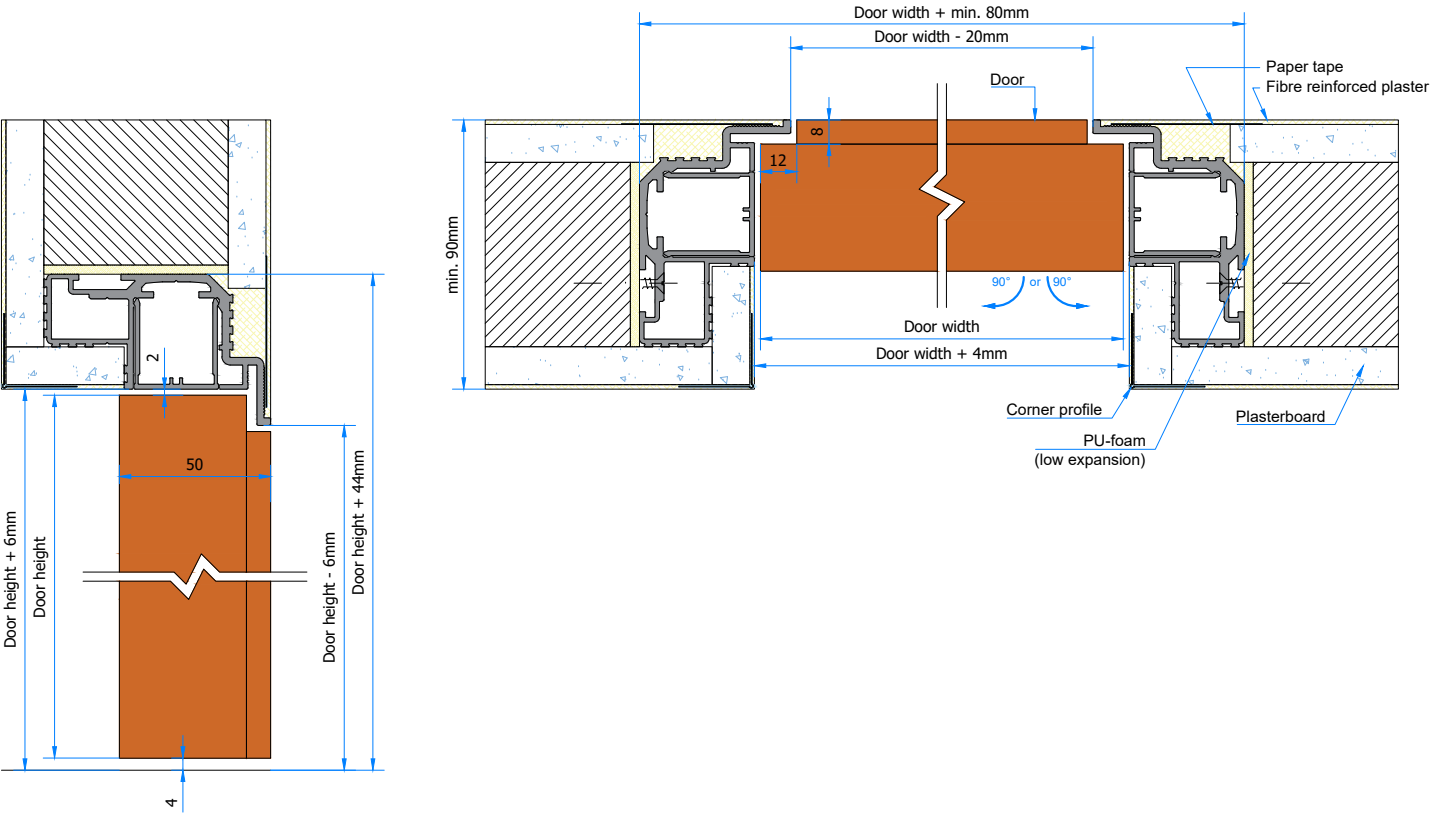 Door width + min. 80mm
Door width - 20mm
Paper tape
Door
Fibre reinforced plaster
8
12
min. 90mm
90° or 90°
Door width
Door width + 4mm
Corner profile
Plasterboard
PU-foam
(low expansion)
2
50
Door height + 6mm
Door height
Door height - 6mm
Door height + 44mm
4